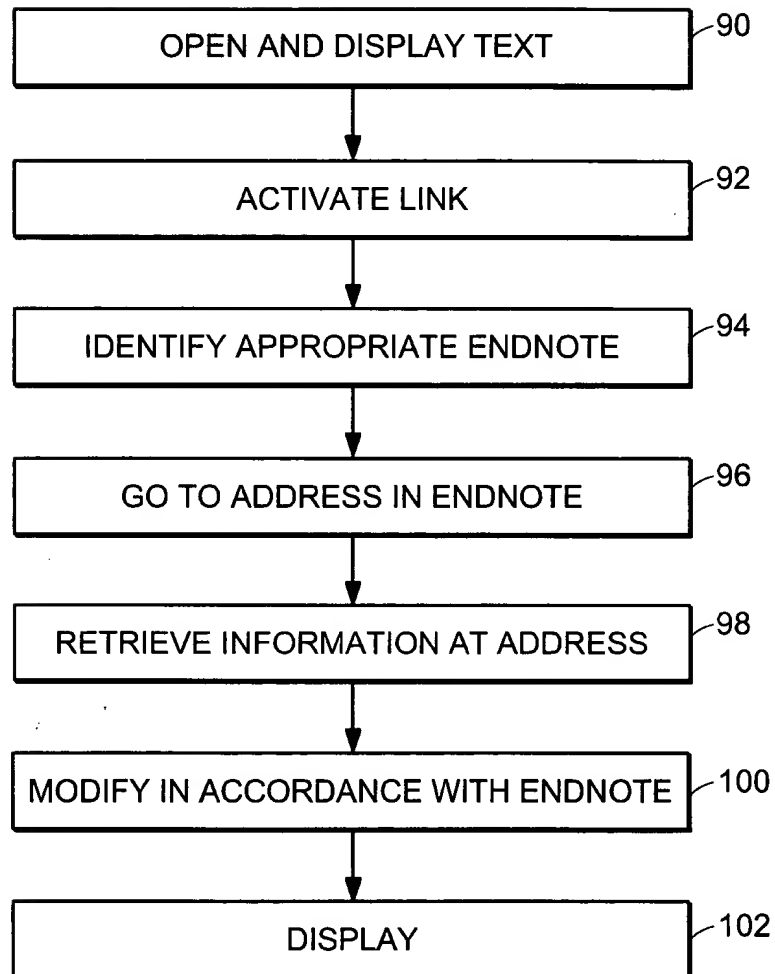 OPEN AND DISPLAY TEXT
90
ACTIVATE LINK
92
IDENTIFY APPROPRIATE ENDNOTE
94
GO TO ADDRESS IN ENDNOTE
96
RETRIEVE INFORMATION AT ADDRESS
98
MODIFY IN ACCORDANCE WITH ENDNOTE
100
DISPLAY
102